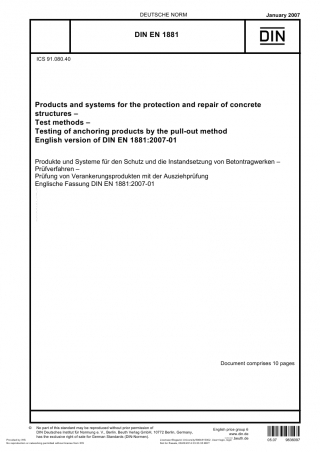 DEUTSCHE NORM
January 2007
DIN EN 1881
DIN
ICS 91.080.40
Products and systems for the protection and repair of concrete
structures –
Test methods –
Testing of anchoring products by the pull-out method
English version of DIN EN 1881:2007-01
Produkte und Systeme für den Schutz und die Instandsetzung von Betontragwerken –
Prüfverfahren –
Prüfung von Verankerungsprodukten mit der Ausziehprüfung
Englische Fassung DIN EN 1881:2007-01
Document comprises 10 pages
© No part of this standard may be reproduced without prior permission of
DIN Deutsches Institut für Normung e. V., Berlin. Beuth Verlag GmbH, 10772 Berlin, Germany,
has the exclusive right of sale for German Standards (DIN-Normen).
English price group 8
www.din.de
www.beuth.de